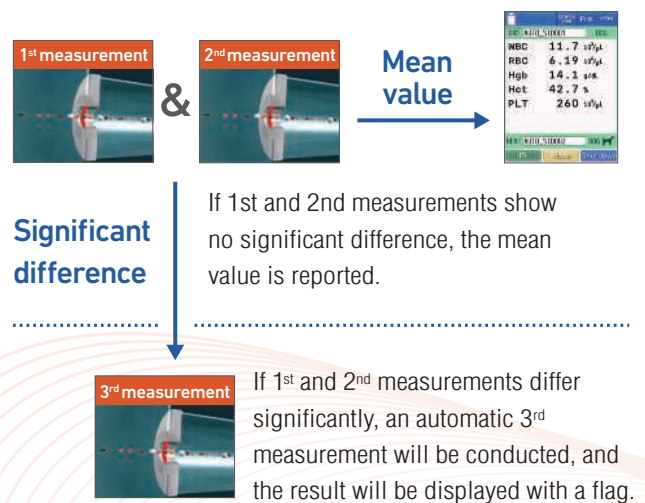 1st measurement
&
2nd measurement
Mean
value
WBC 11.7
RBC 6.19
Hgb 14.1
Hct 42.7 %
PLT 260
Significant
difference
If 1st and 2nd measurements show
no significant difference, the mean
value is reported.
3rd measurement
If 1st and 2nd measurements differ
significantly, an automatic 3rd
measurement will be conducted, and
the result will be displayed with a flag.